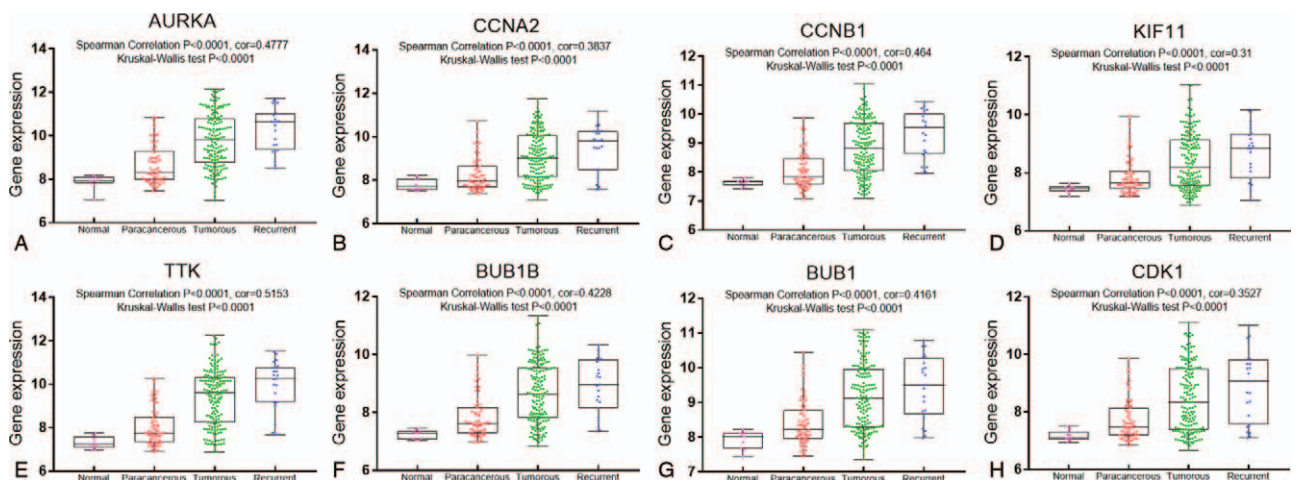 AURKA
Spearman Correlation P<0.0001, cor=0.4777
Kruskal-Wallis test P<0.0001
Gene expression
14
12
10
8
6
Normal Paracancerous Tumorous Recurrent
A
CCNA2
Spearman Correlation P<0.0001, cor=0.3837
Kruskal-Wallis test P<0.0001
Gene expression
14
12
10
8
6
Normal Paracancerous Tumorous Recurrent
B
CCNB1
Spearman Correlation P<0.0001, cor=0.464
Kruskal-Wallis test P<0.0001
Gene expression
12
11
10
9
8
7
6
Normal Paracancerous Tumorous Recurrent
C
KIF11
Spearman Correlation P<0.0001, cor=0.31
Kruskal-Wallis test P<0.0001
Gene expression
12
10
8
6
Normal Paracancerous Tumorous Recurrent
D
TTK
Spearman Correlation P<0.0001, cor=0.5153
Kruskal-Wallis test P<0.0001
Gene expression
14
12
10
8
6
Normal Paracancerous Tumorous Recurrent
E
BUB1B
Spearman Correlation P<0.0001, cor=0.4228
Kruskal-Wallis test P<0.0001
Gene expression
12
10
8
6
Normal Paracancerous Tumorous Recurrent
F
BUB1
Spearman Correlation P<0.0001, cor=0.4161
Kruskal-Wallis test P<0.0001
Gene expression
12
11
10
9
8
7
Normal Paracancerous Tumorous Recurrent
G
CDK1
Spearman Correlation P<0.0001, cor=0.3527
Kruskal-Wallis test P<0.0001
Gene expression
12
10
8
6
Normal Paracancerous Tumorous Recurrent
H